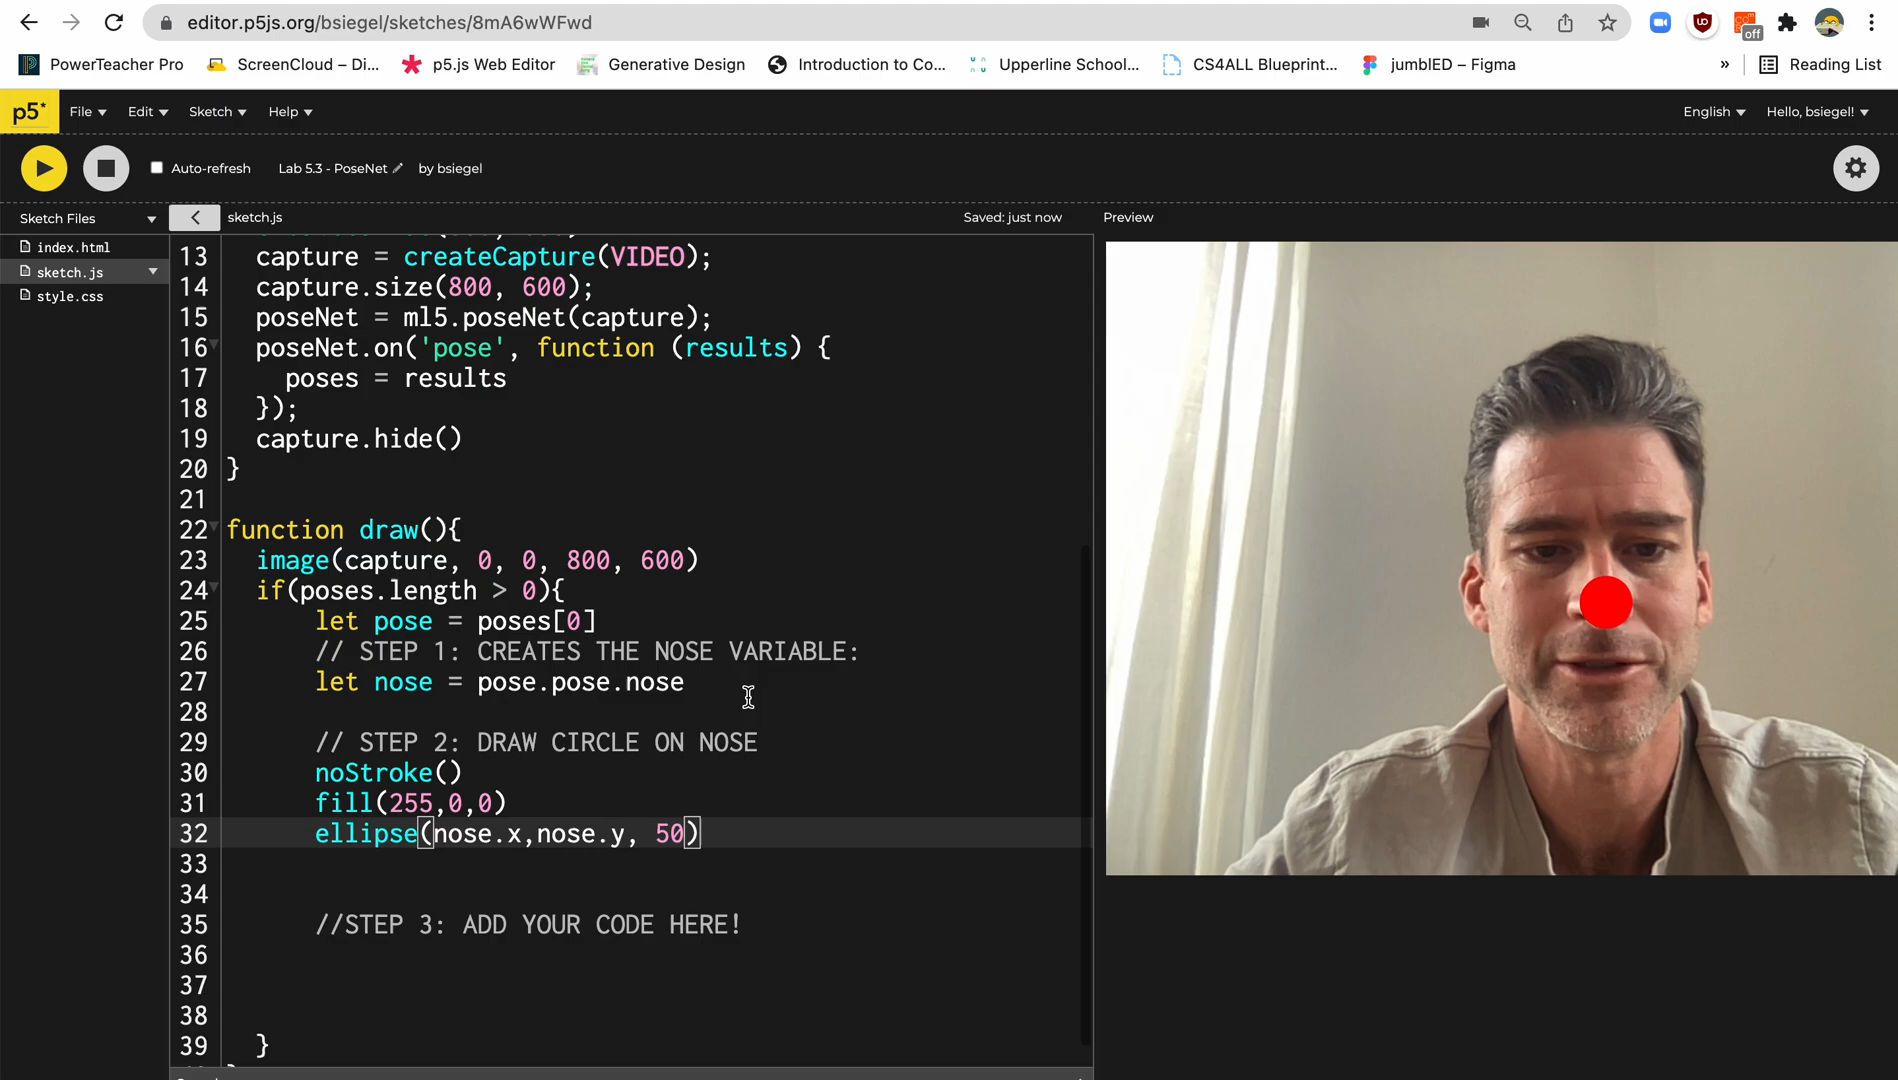 editor.p5js.org/bsiegel/sketches/8mA6wWFwd
off
PowerTeacher Pro
ScreenCloud – Di...
p5.js Web Editor
Generative Design
Introduction to Co...
Upperline School...
CS4ALL Blueprint...
jumblED – Figma
»
Reading List
p5*
File
Edit
Sketch
Help
English
Hello, bsiegel!
Auto-refresh
Lab 5.3 - PoseNet
by bsiegel
Sketch Files
sketch.js
Saved: just now
Preview
index.html
sketch.js
style.css
13 capture = createCapture(VIDEO);
14 capture.size(800, 600);
15 poseNet = ml5.poseNet(capture);
16 poseNet.on('pose', function (results) {
17 poses = results
18 });
19 capture.hide()
20 }
21
22 function draw(){
23 image(capture, 0, 0, 800, 600)
24 if(poses.length > 0){
25 let pose = poses[0]
26 // STEP 1: CREATES THE NOSE VARIABLE:
27 let nose = pose.pose.nose
28
29 // STEP 2: DRAW CIRCLE ON NOSE
30 noStroke()
31 fill(255,0,0)
32 ellipse(nose.x,nose.y, 50)
33
34
35 //STEP 3: ADD YOUR CODE HERE!
36
37
38
39 }